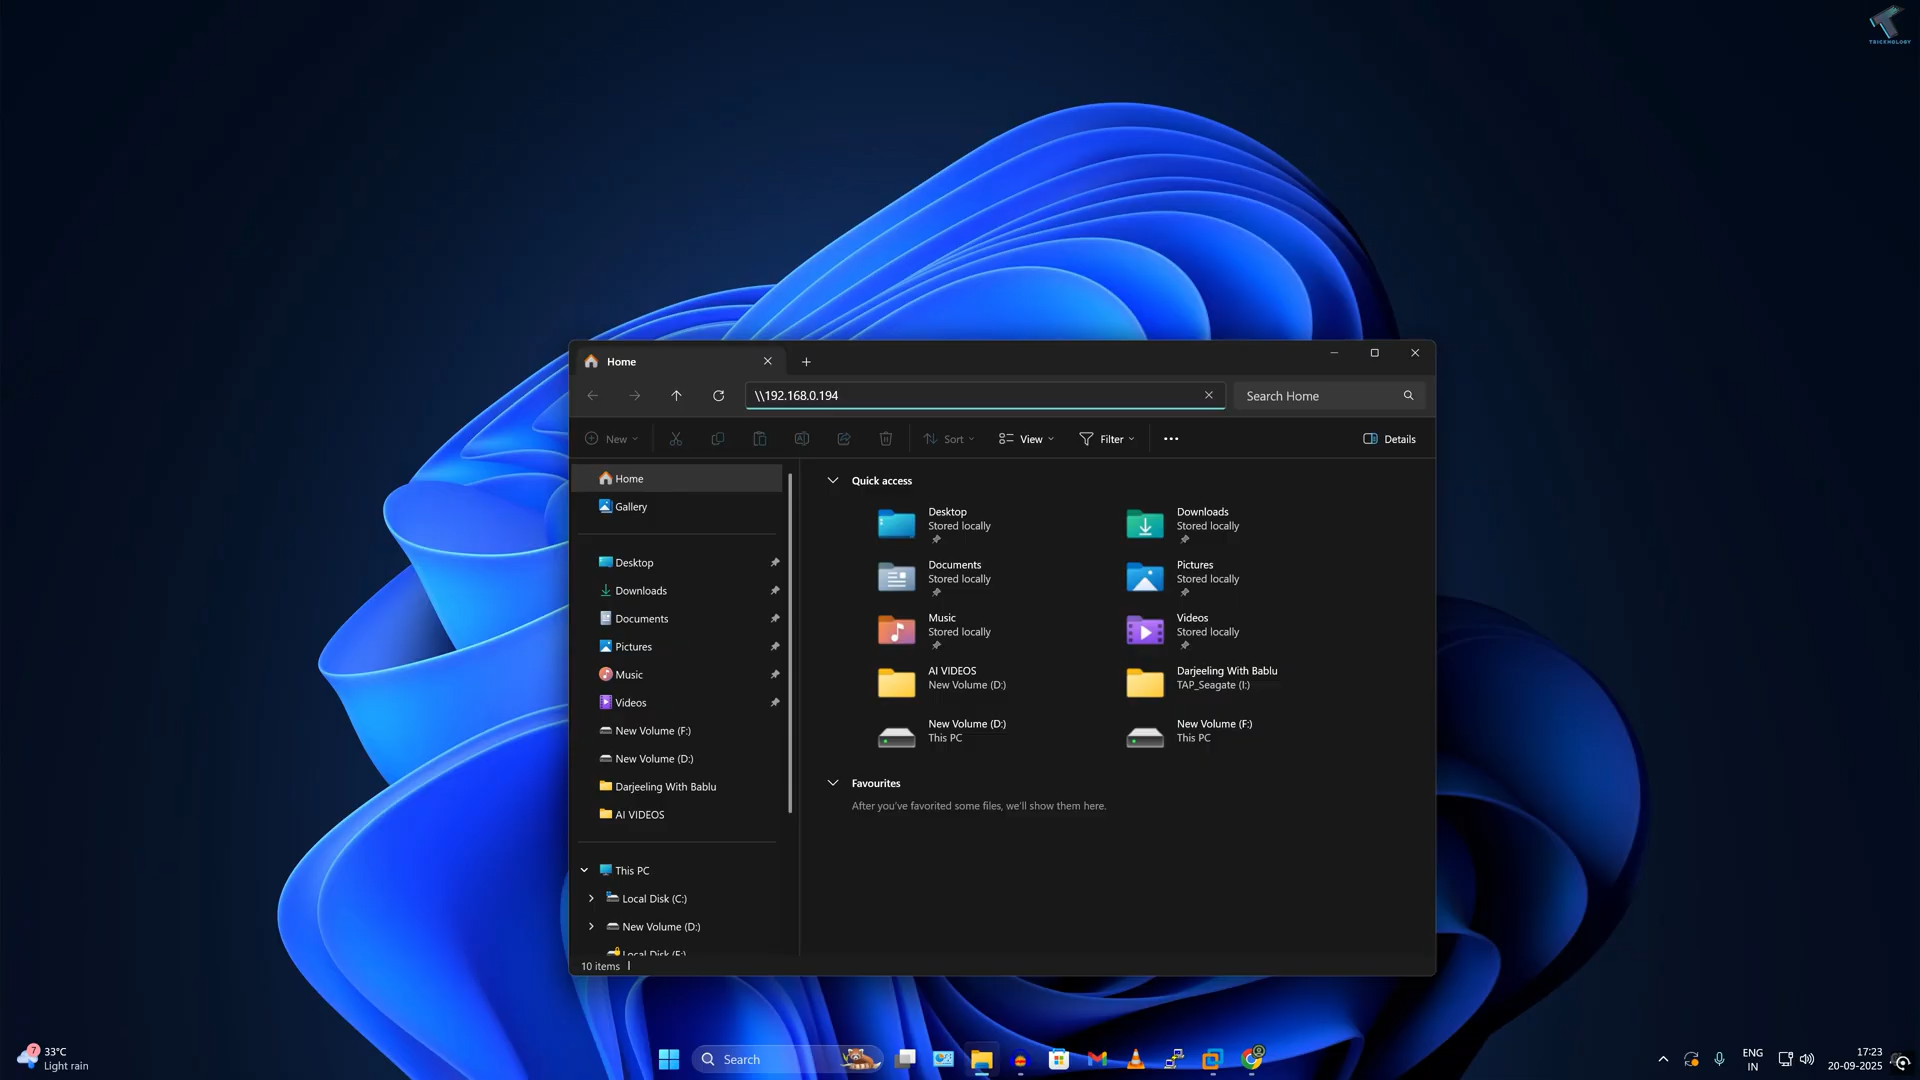 TRICKNOLOGY
Home
\\192.168.0.194
Search Home
New
Sort
View
Filter
Details
Home
Gallery
Desktop
Downloads
Documents
Pictures
Music
Videos
New Volume (F:)
New Volume (D:)
Darjeeling With Bablu
AI VIDEOS
This PC
Local Disk (C:)
New Volume (D:)
Local Disk (E:)
Quick access
Desktop
Stored locally
Downloads
Stored locally
Documents
Stored locally
Pictures
Stored locally
Music
Stored locally
Videos
Stored locally
AI VIDEOS
New Volume (D:)
Darjeeling With Bablu
TAP_Seagate (I:)
New Volume (D:)
This PC
New Volume (F:)
This PC
Favourites
After you've favorited some files, we'll show them here.
10 items
7
33°C
Light rain
Search
ENG
IN
17:23
20-09-2025